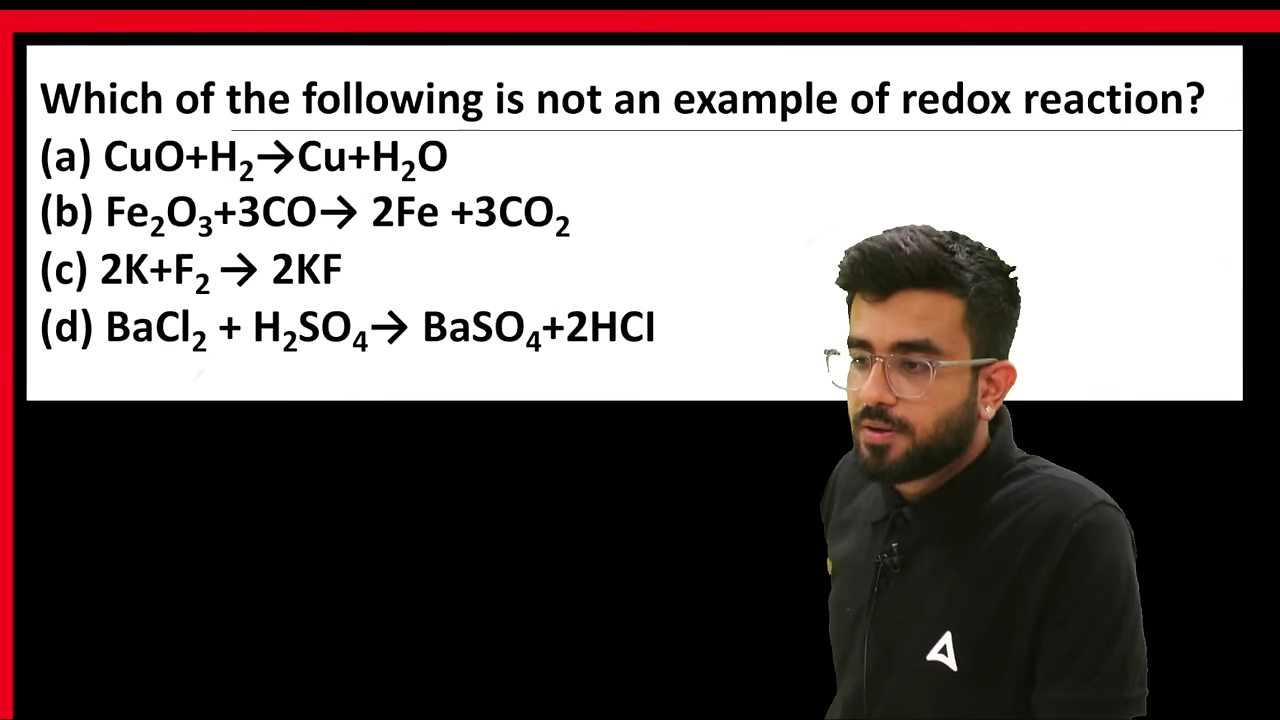 Which of the following is not an example of redox reaction?
(a) CuO+H₂→Cu+H₂O
(b) Fe₂O₃+3CO→ 2Fe +3CO₂
(c) 2K+F₂ → 2KF
(d) BaCl₂ + H₂SO₄→ BaSO₄+2HCl